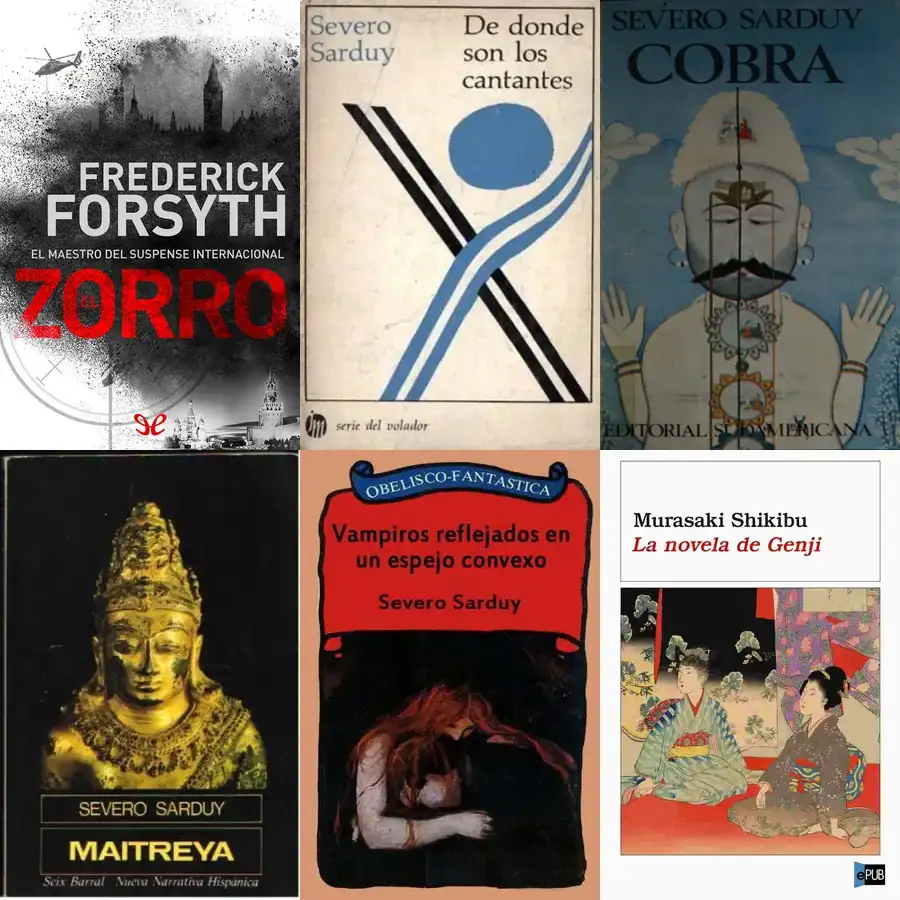 FREDERICK
FORSYTH
EL MAESTRO DEL SUSPENSE INTERNACIONAL
EL
ZORRO
Severo
Sarduy
De donde
son los
cantantes
jm
serie del volador
SEVERO SARDUY
COBRA
EDITORIAL SUDAMERICANA
SEVERO SARDUY
MAITREYA
Seix Barral Nueva Narrativa Hispánica
OBELISCO-FANTASTICA
Vampiros reflejados en
un espejo convexo
Severo Sarduy
Murasaki Shikibu
La novela de Genji
ePUB